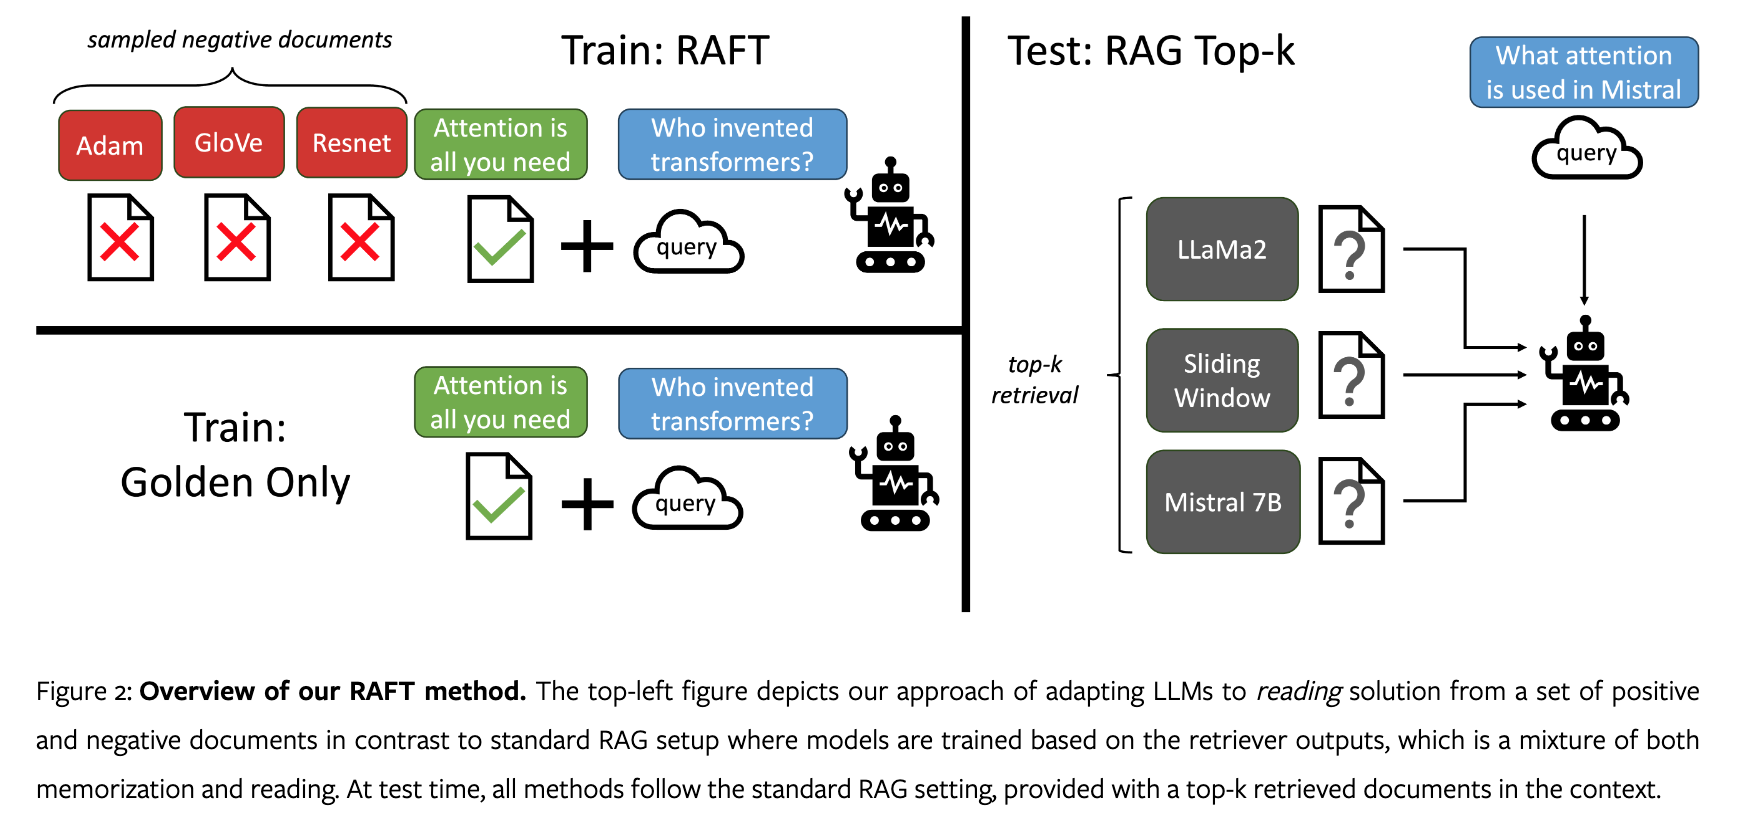 sampled negative documents
Train: RAFT
Adam
GloVe
Resnet
Attention is
all you need
Who invented
transformers?
query
Train:
Golden Only
Attention is
all you need
Who invented
transformers?
query
Test: RAG Top-k
What attention
is used in Mistral
query
top-k
retrieval
LLaMa2
?
Sliding
Window
?
Mistral 7B
?
Figure 2: Overview of our RAFT method. The top-left figure depicts our approach of adapting LLMs to reading solution from a set of positive
and negative documents in contrast to standard RAG setup where models are trained based on the retriever outputs, which is a mixture of both
memorization and reading. At test time, all methods follow the standard RAG setting, provided with a top-k retrieved documents in the context.